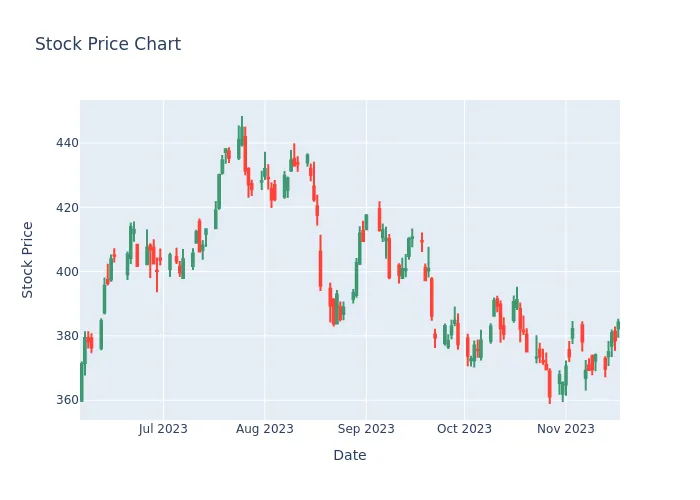 Stock Price Chart
440
420
400
380
360
Stock Price
Jul 2023
Aug 2023
Sep 2023
Oct 2023
Nov 2023
Date